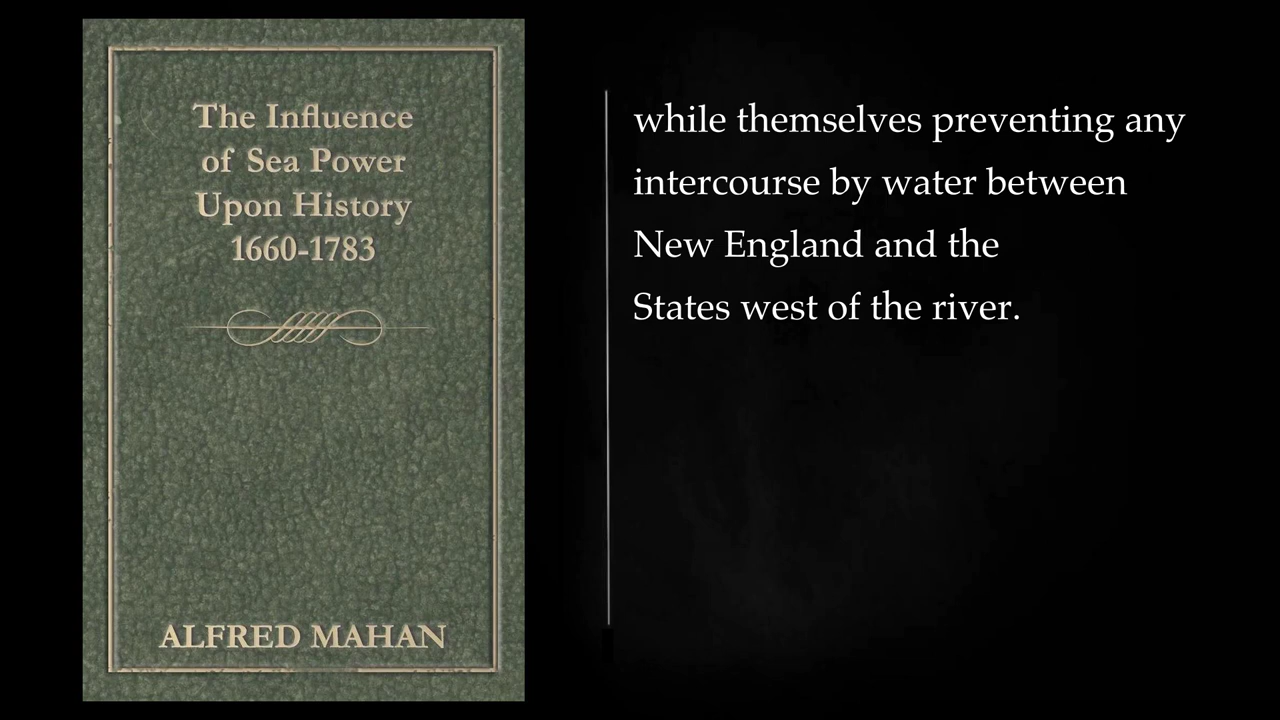 The Influence
of Sea Power
Upon History
1660-1783
ALFRED MAHAN
while themselves preventing any
intercourse by water between
New England and the
States west of the river.